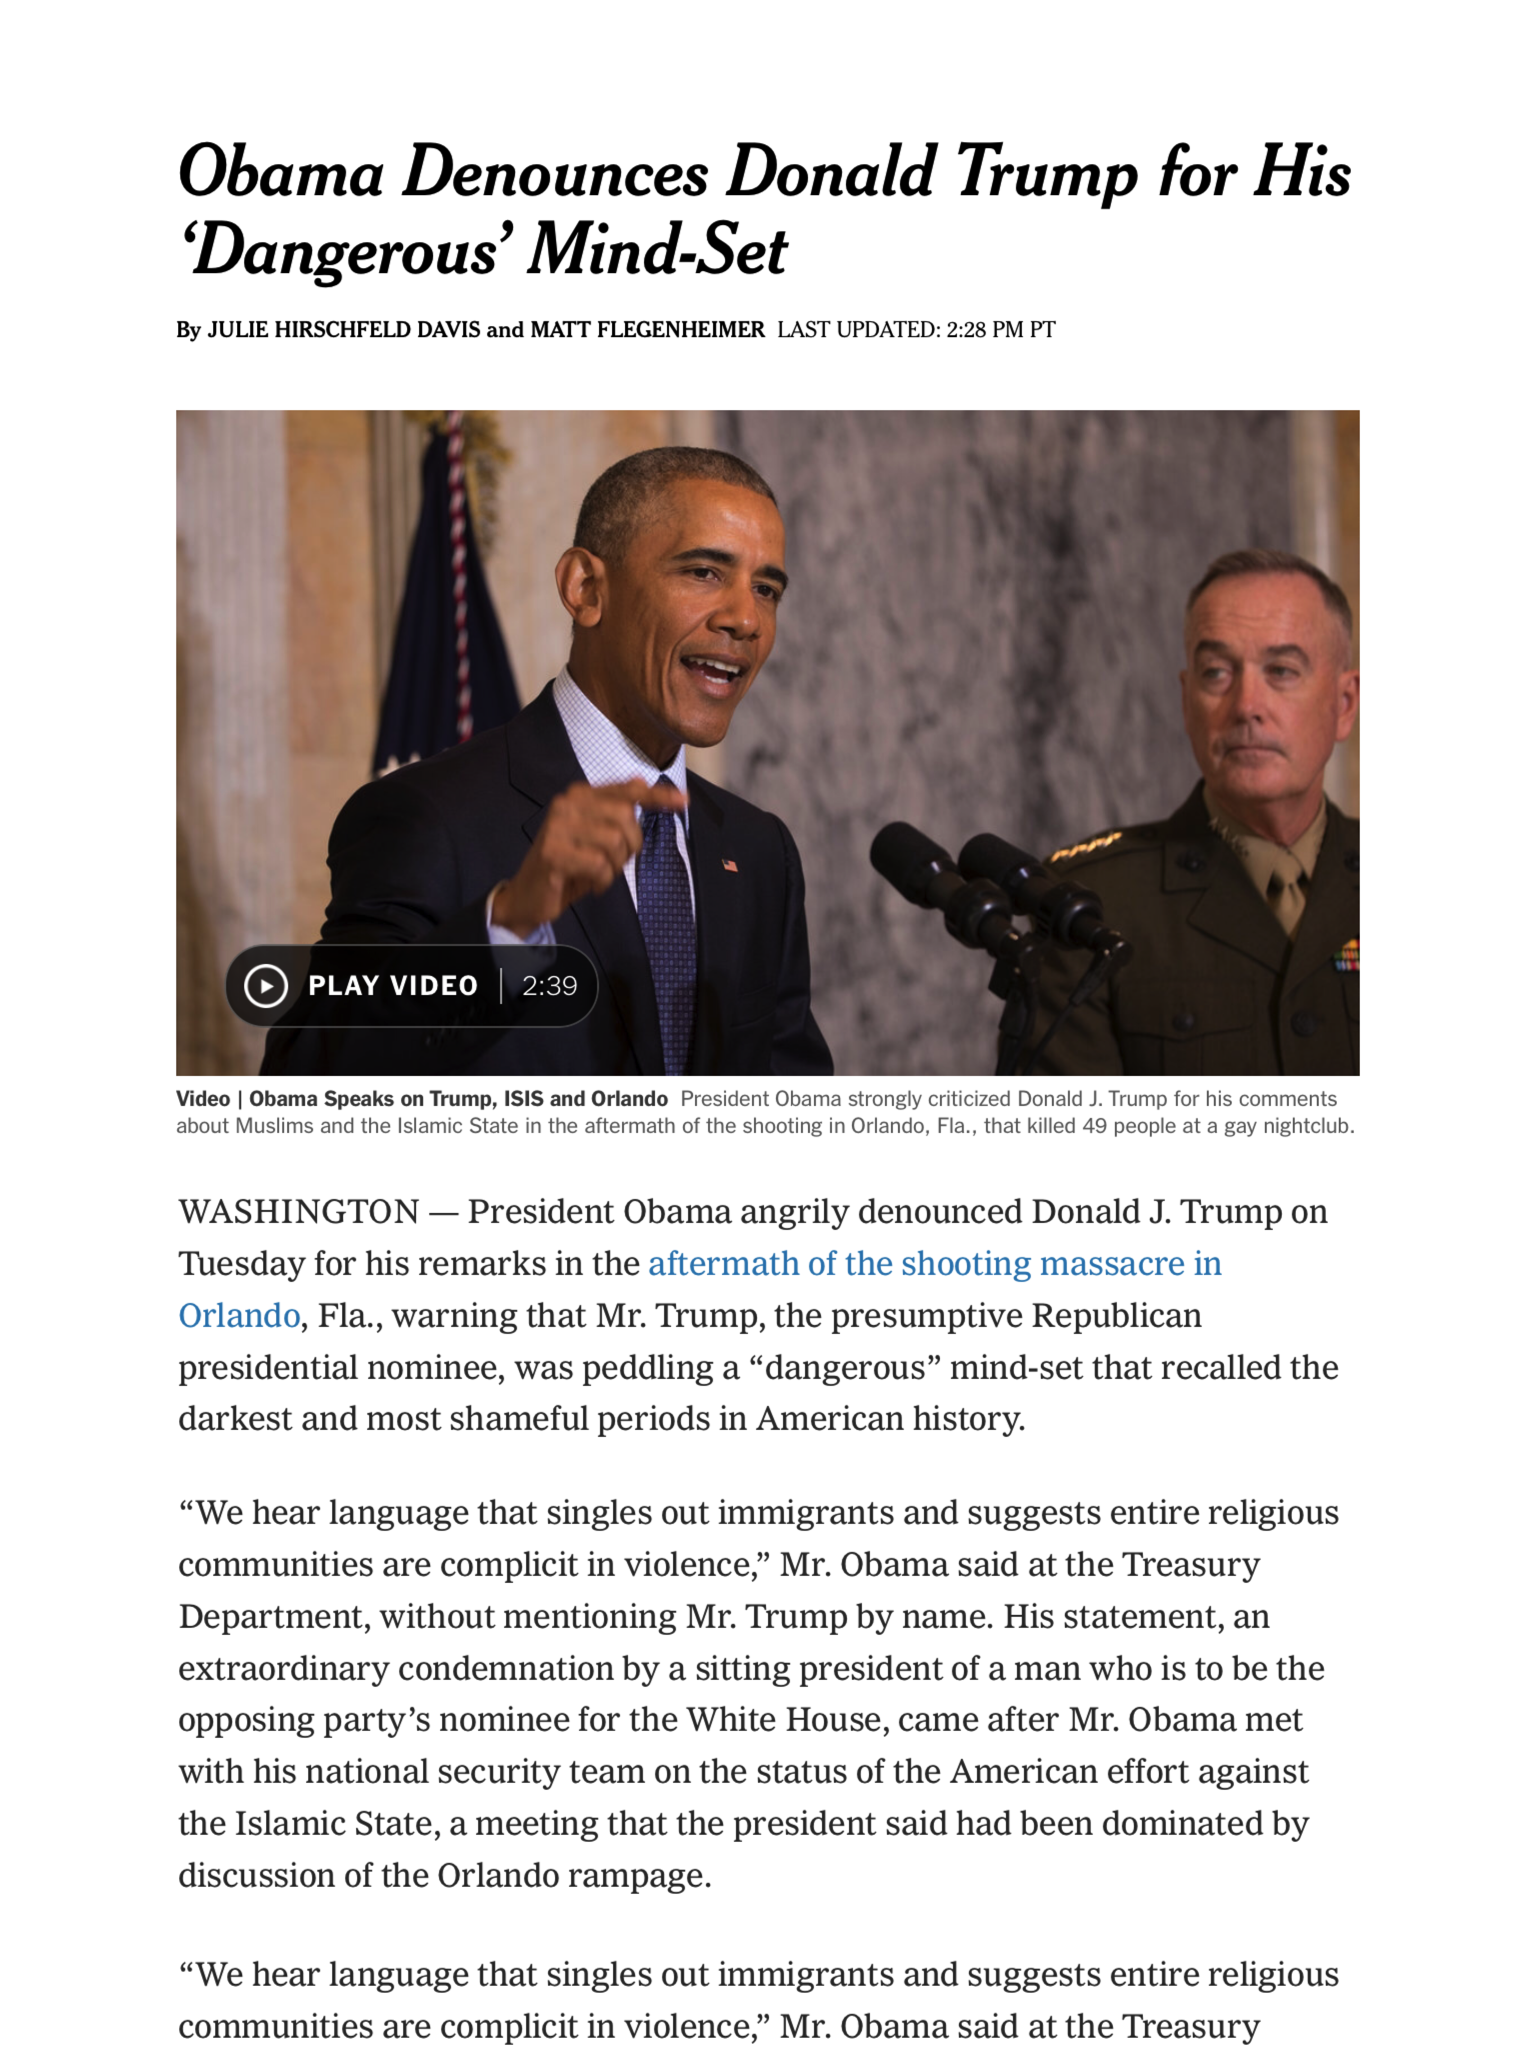 Obama Denounces Donald Trump for His
‘Dangerous’ Mind-Set
By JULIE HIRSCHFELD DAVIS and MATT FLEGENHEIMER LAST UPDATED: 2:28 PM PT
PLAY VIDEO | 2:39
Video | Obama Speaks on Trump, ISIS and Orlando President Obama strongly criticized Donald J. Trump for his comments
about Muslims and the Islamic State in the aftermath of the shooting in Orlando, Fla., that killed 49 people at a gay nightclub.
WASHINGTON — President Obama angrily denounced Donald J. Trump on
Tuesday for his remarks in the aftermath of the shooting massacre in
Orlando, Fla., warning that Mr. Trump, the presumptive Republican
presidential nominee, was peddling a “dangerous” mind-set that recalled the
darkest and most shameful periods in American history.
“We hear language that singles out immigrants and suggests entire religious
communities are complicit in violence,” Mr. Obama said at the Treasury
Department, without mentioning Mr. Trump by name. His statement, an
extraordinary condemnation by a sitting president of a man who is to be the
opposing party’s nominee for the White House, came after Mr. Obama met
with his national security team on the status of the American effort against
the Islamic State, a meeting that the president said had been dominated by
discussion of the Orlando rampage.
“We hear language that singles out immigrants and suggests entire religious
communities are complicit in violence,” Mr. Obama said at the Treasury